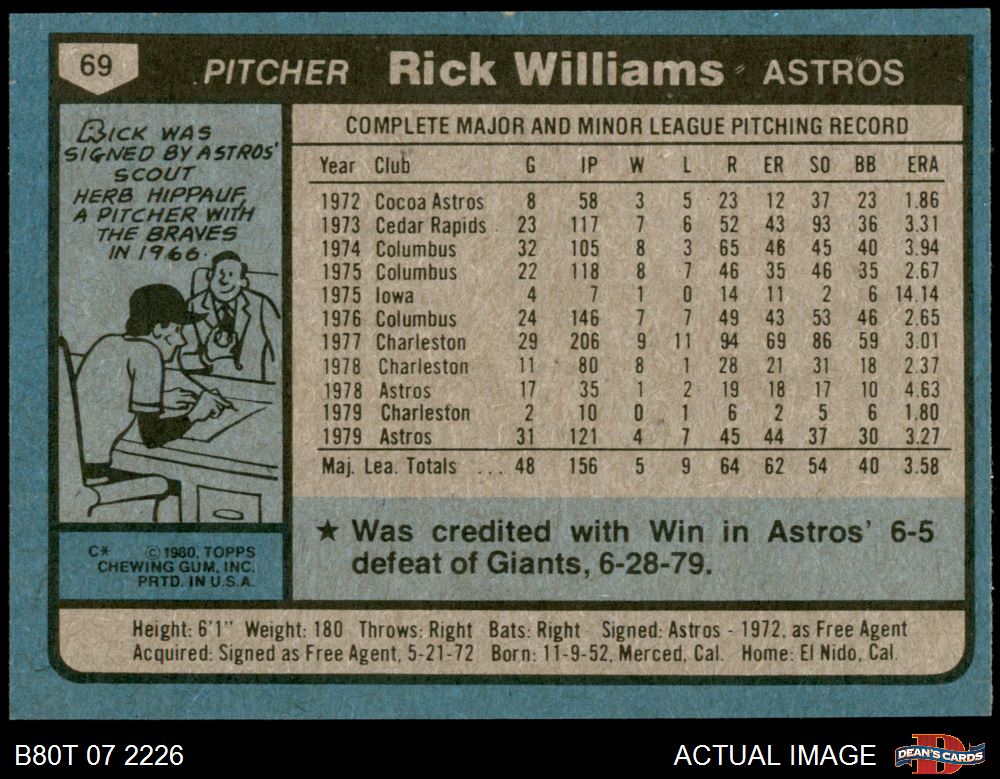 69 PITCHER Rick Williams ASTROS
RICK WAS
SIGNED BY ASTROS'
SCOUT
HERB HIPPAUF,
A PITCHER WITH
THE BRAVES
IN 1966.
C* © 1980, TOPPS
CHEWING GUM, INC.
PRTD. IN U.S.A.
COMPLETE MAJOR AND MINOR LEAGUE PITCHING RECORD
Year Club G IP W L R ER SO BB ERA
1972 Cocoa Astros 8 58 3 5 23 12 37 23 1.86
1973 Cedar Rapids 23 117 7 6 52 43 93 36 3.31
1974 Columbus 32 105 8 3 65 46 45 40 3.94
1975 Columbus 22 118 8 7 46 35 46 35 2.67
1975 Iowa 4 7 1 0 14 11 2 6 14.14
1976 Columbus 24 146 7 7 49 43 53 46 2.65
1977 Charleston 29 206 9 11 94 69 86 59 3.01
1978 Charleston 11 80 8 1 28 21 31 18 2.37
1978 Astros 17 35 1 2 19 18 17 10 4.63
1979 Charleston 2 10 0 1 6 2 5 6 1.80
1979 Astros 31 121 4 7 45 44 37 30 3.27
Maj. Lea. Totals ... 48 156 5 9 64 62 54 40 3.58
★ Was credited with Win in Astros' 6-5
defeat of Giants, 6-28-79.
Height: 6'1" Weight: 180 Throws: Right Bats: Right Signed: Astros - 1972, as Free Agent
Acquired: Signed as Free Agent, 5-21-72 Born: 11-9-52, Merced, Cal. Home: El Nido, Cal.
B80T 07 2226 ACTUAL IMAGE DEAN'S CARDS